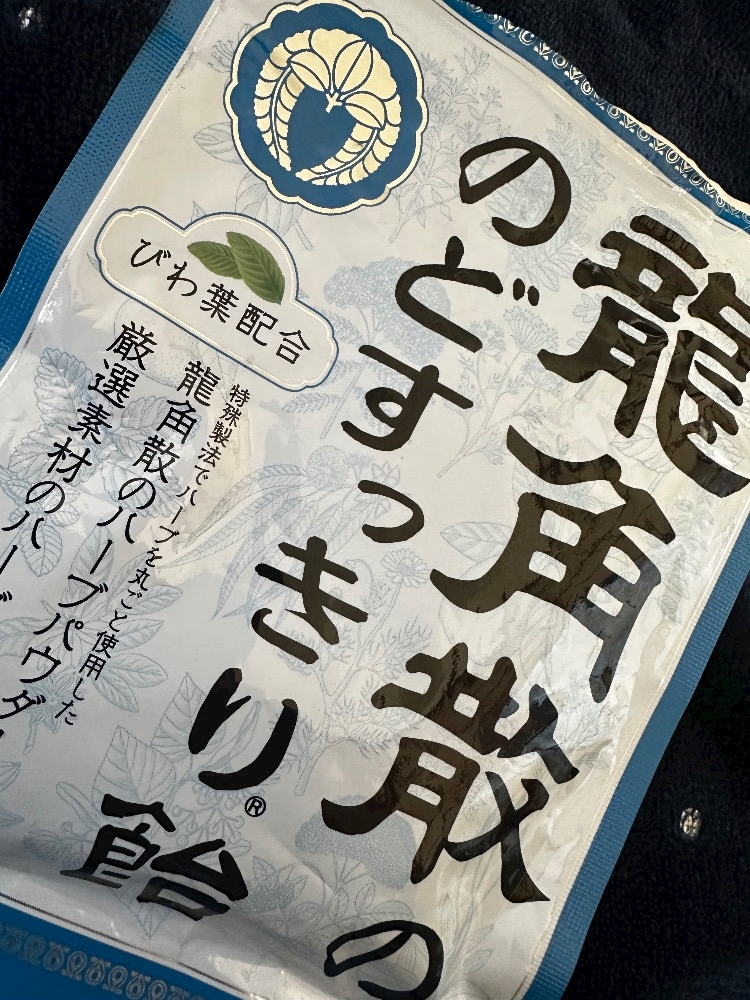 龍角散の
のどすっきり®
飴
びわ葉配合
特殊製法でハーブを丸ごと使用した
龍角散のハーブパウダー
厳選素材のハーブ